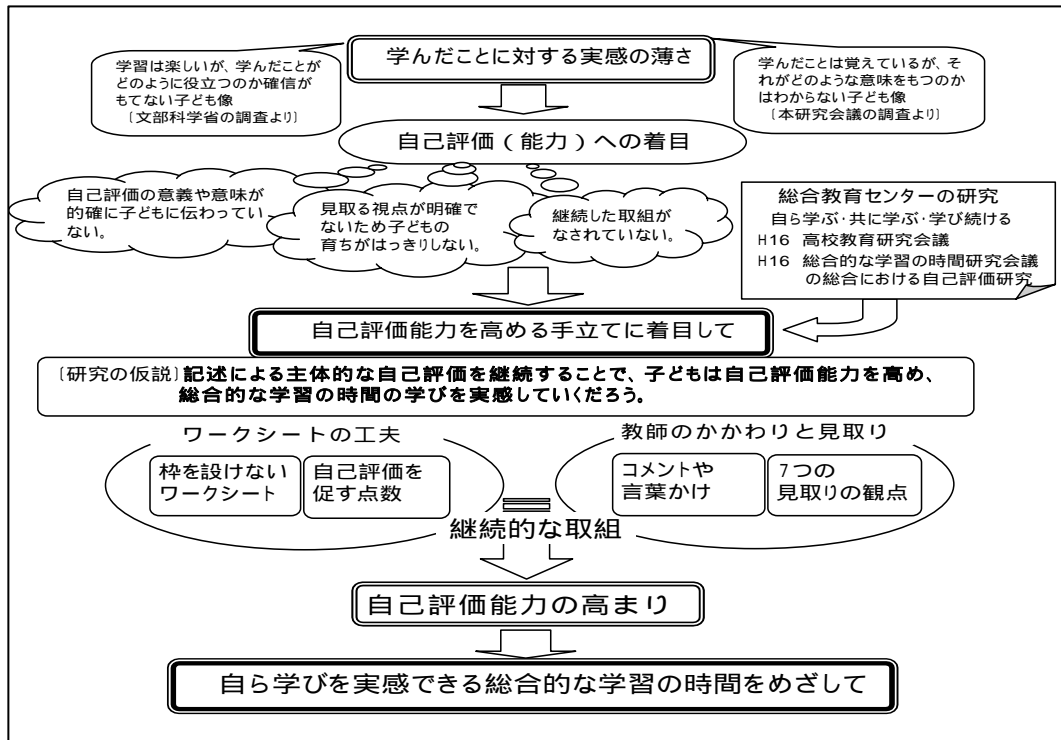 学んだことに対する実感の薄さ
学習は楽しいが、学んだことが
どのように役立つのか確信が
もてない子ども像
[文部科学省の調査より]
学んだことは覚えているが、そ
れがどのような意味をもつのか
はわからない子ども像
[本研究会議の調査より]
自己評価(能力)への着目
自己評価の意義や意味が
的確に子どもに伝わってい
ない。
見取る視点が明確で
ないため子どもの
育ちがはっきりしない。
継続した取組が
なされていない。
総合教育センターの研究
自ら学ぶ・共に学ぶ・学び続ける
H16 高校教育研究会議
H16 総合的な学習の時間研究会議
の総合における自己評価研究
自己評価能力を高める手立てに着目して
[研究の仮説]記述による主体的な自己評価を継続することで、子どもは自己評価能力を高め、
総合的な学習の時間の学びを実感していくだろう。
ワークシートの工夫
枠を設けない
ワークシート
自己評価を
促す点数
教師のかかわりと見取り
コメントや
言葉かけ
7つの
見取りの観点
継続的な取組
自己評価能力の高まり
自ら学びを実感できる総合的な学習の時間をめざして